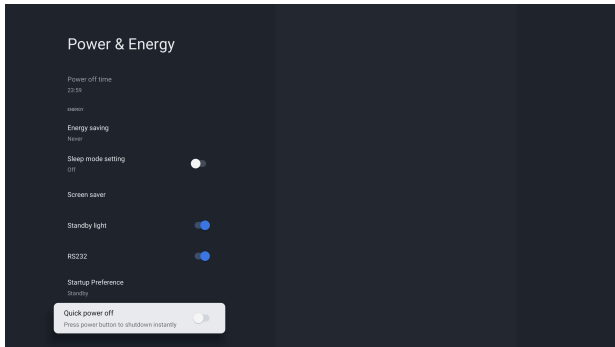 Power & Energy
Power off time
23:59
ENERGY
Energy saving
Never
Sleep mode setting
Off
Screen saver
Standby light
RS232
Startup Preference
Standby
Quick power off
Press power button to shutdown instantly